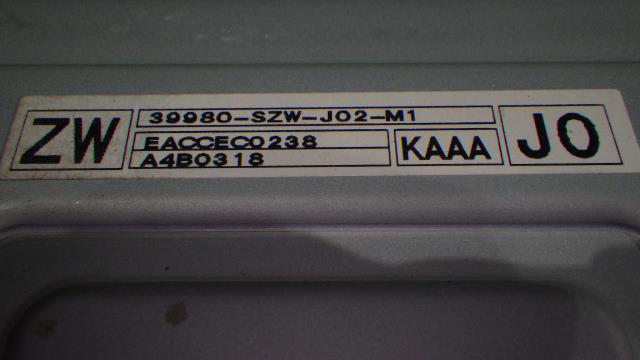 ZW
39980-SZW-J02-M1
EACCEC0238
A4B0318
KAAA
J0